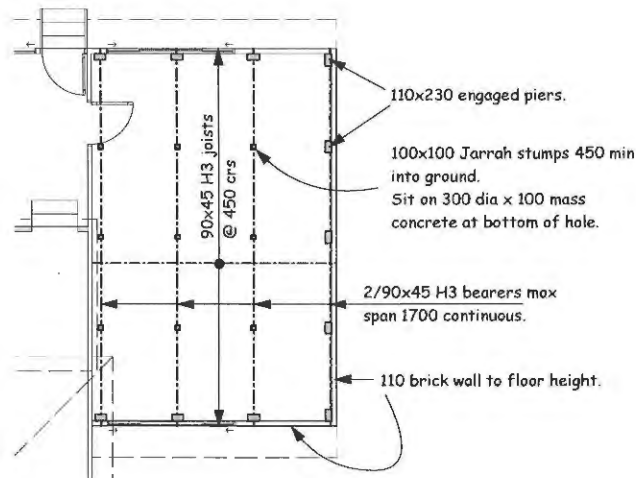 110x230 engaged piers.
100x100 Jarrah stumps 450 min
into ground.
Sit on 300 dia x 100 mass
concrete at bottom of hole.
90x45 H3 joists
@ 450 crs
2/90x45 H3 bearers max
span 1700 continuous.
110 brick wall to floor height.